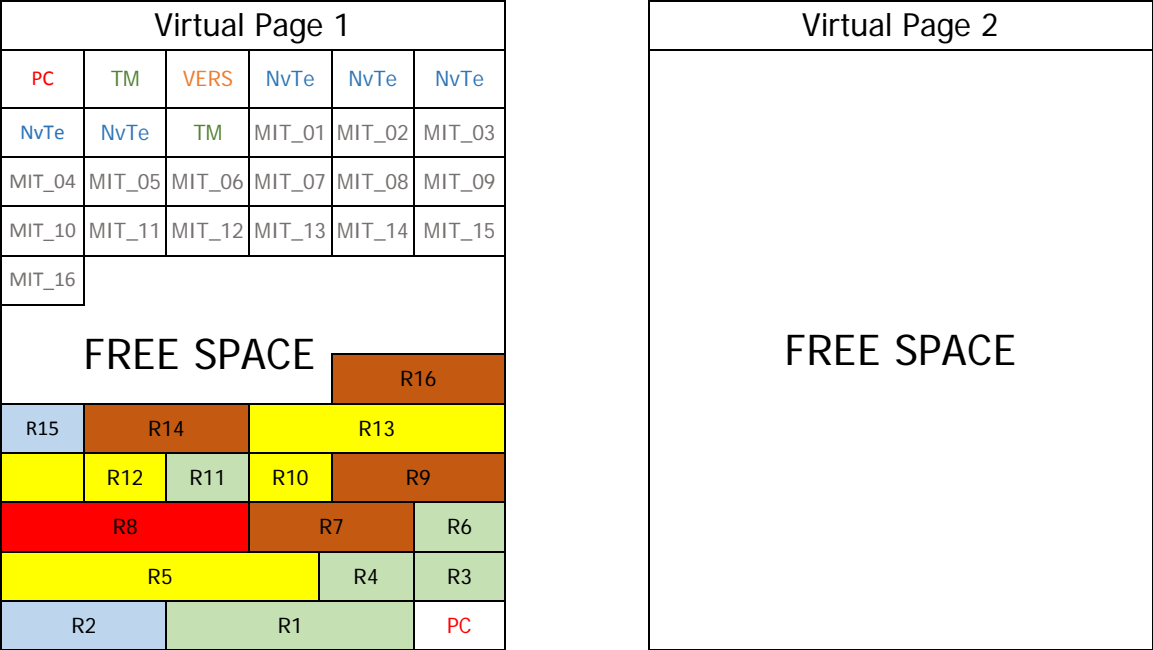 Virtual Page 1
PC TM VERS NvTe NvTe NvTe
NvTe NvTe TM MIT_01 MIT_02 MIT_03
MIT_04 MIT_05 MIT_06 MIT_07 MIT_08 MIT_09
MIT_10 MIT_11 MIT_12 MIT_13 MIT_14 MIT_15
MIT_16
FREE SPACE
R16
R15 R14 R13
R12 R11 R10 R9
R8 R7 R6
R5 R4 R3
R2 R1 PC
Virtual Page 2
FREE SPACE